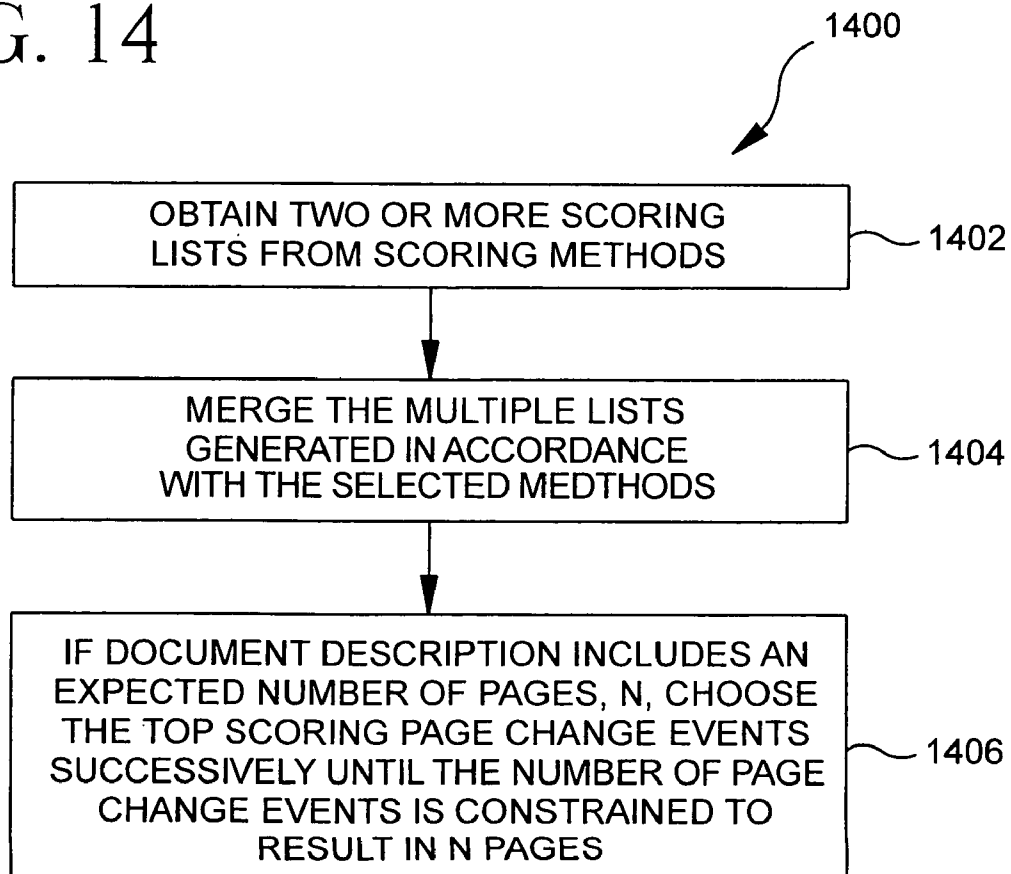 G. 14
1400
OBTAIN TWO OR MORE SCORING
LISTS FROM SCORING METHODS
1402
MERGE THE MULTIPLE LISTS
GENERATED IN ACCORDANCE
WITH THE SELECTED MEDTHODS
1404
IF DOCUMENT DESCRIPTION INCLUDES AN
EXPECTED NUMBER OF PAGES, N, CHOOSE
THE TOP SCORING PAGE CHANGE EVENTS
SUCCESSIVELY UNTIL THE NUMBER OF PAGE
CHANGE EVENTS IS CONSTRAINED TO
RESULT IN N PAGES
1406